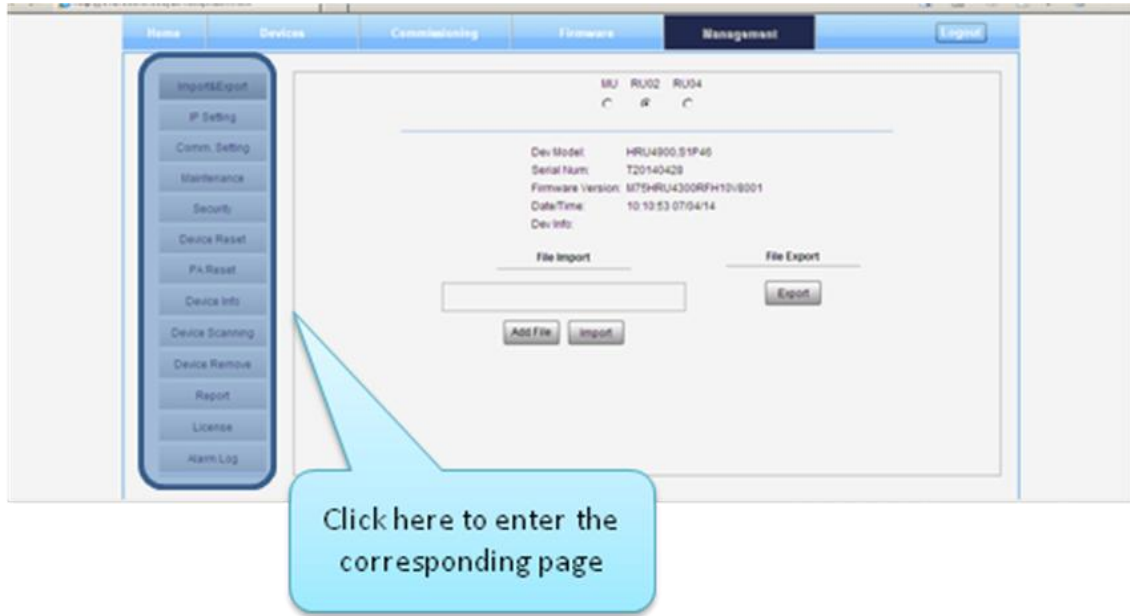 Home Devices Commissioning Firmware Management Logout
Import&Export
IP Setting
Comm. Setting
Maintenance
Security
Device Reset
PA Reset
Device Info
Device Scanning
Device Remove
Report
License
Alarm Log
MU RU02 RU04
Dev Model: HRU4900,S1P46
Serial Num: T20140428
Firmware Version: M75HRU4300RFH10V8001
Date/Time: 10:10:53 07/04/14
Dev Info:
File Import File Export
Export
Add File Import
Click here to enter the
corresponding page